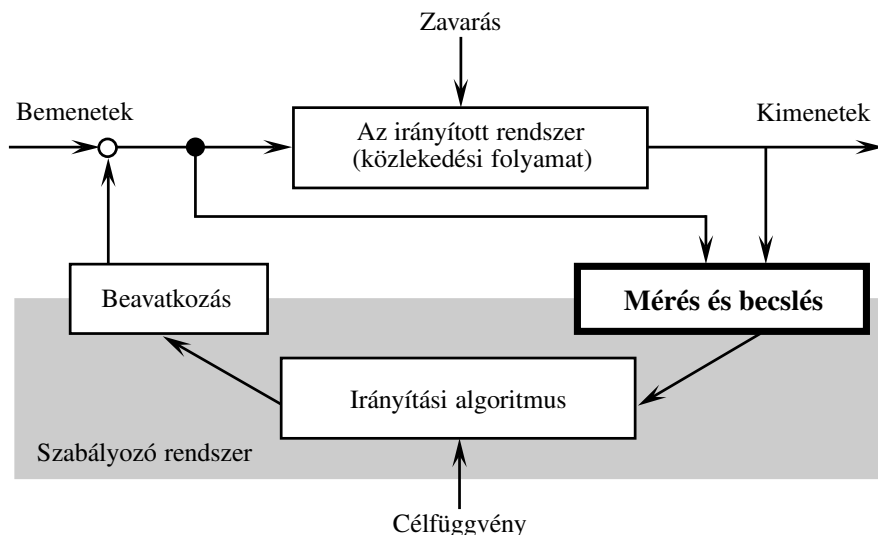 Zavarás
Bemenetek
Az irányított rendszer
(közlekedési folyamat)
Kimenetek
Beavatkozás
Mérés és becslés
Irányítási algoritmus
Szabályozó rendszer
Célfüggvény